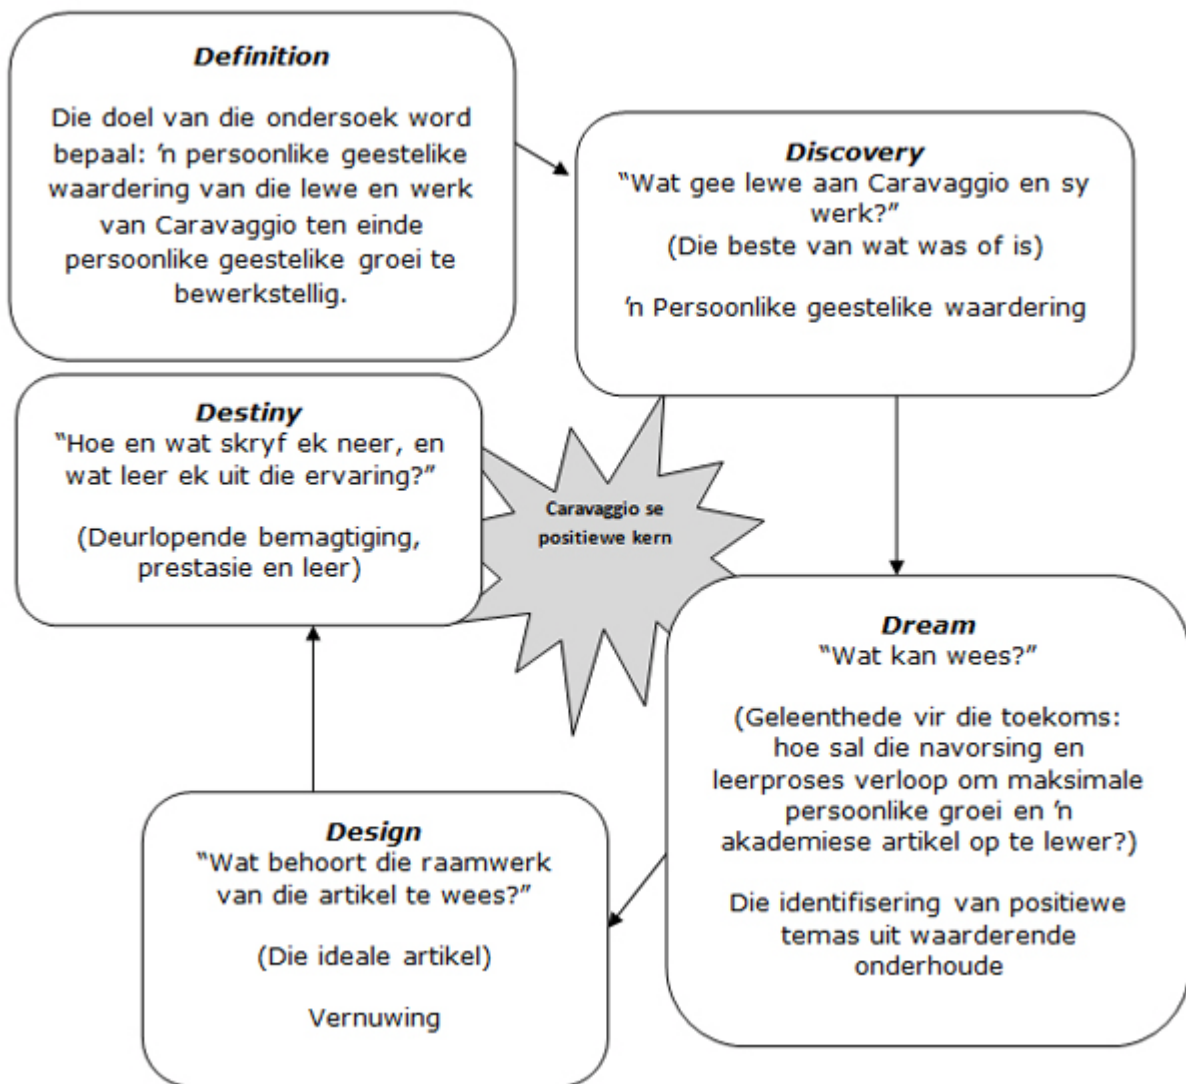 Definition
Die doel van die ondersoek word
bepaal: ’n persoonlike geestelike
waardering van die lewe en werk
van Caravaggio ten einde
persoonlike geestelike groei te
bewerkstellig.
Discovery
“Wat gee lewe aan Caravaggio en sy
werk?”
(Die beste van wat was of is)
’n Persoonlike geestelike waardering
Destiny
“Hoe en wat skryf ek neer, en
wat leer ek uit die ervaring?”
(Deurlopende bemagtiging,
prestasie en leer)
Caravaggio se
positiewe kern
Dream
“Wat kan wees?”
(Geleenthede vir die toekoms:
hoe sal die navorsing en
leerproses verloop om maksimale
persoonlike groei en ’n
akademiese artikel op te lewer?)
Die identifisering van positiewe
temas uit waarderende
onderhoude
Design
“Wat behoort die raamwerk
van die artikel te wees?”
(Die ideale artikel)
Vernuwing